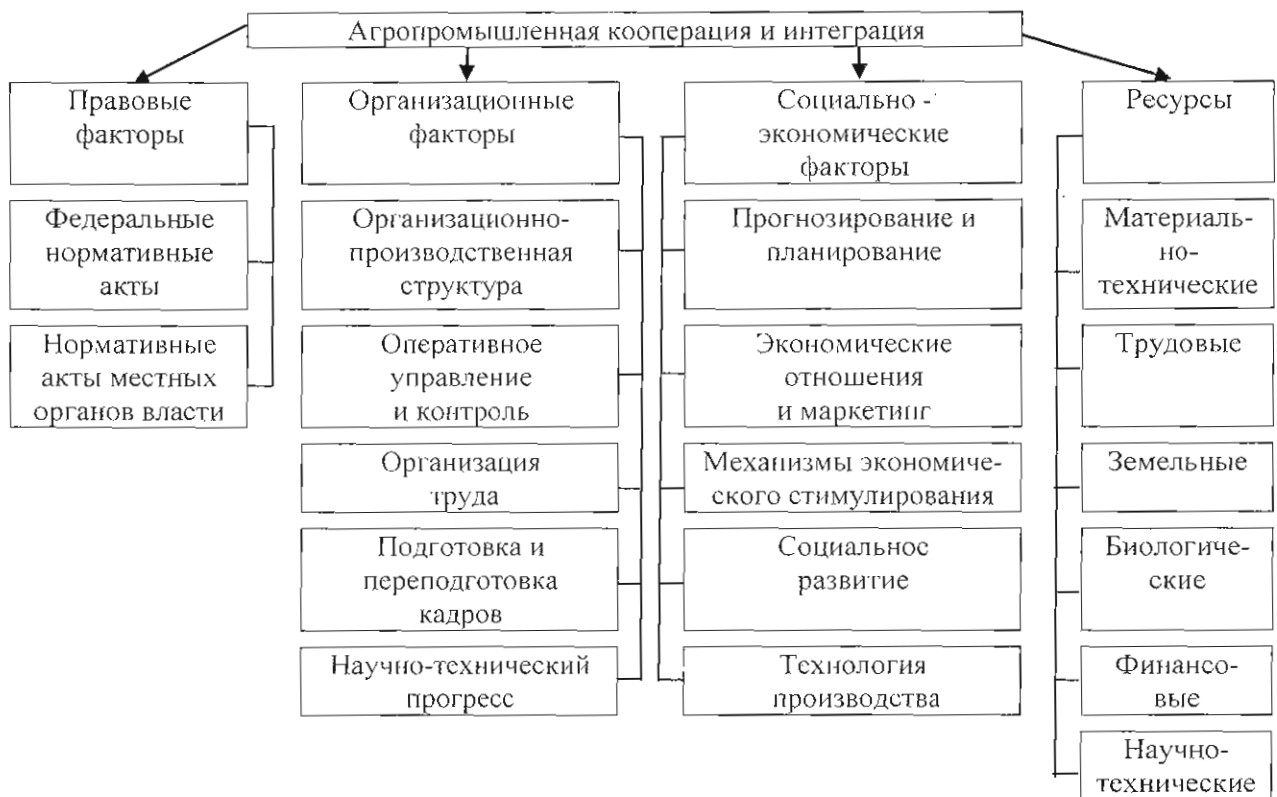 Агропромышленная кооперация и интеграция
Правовые
факторы
Федеральные
нормативные
акты
Нормативные
акты местных
органов власти
Организационные
факторы
Организационно-
производственная
структура
Оперативное
управление
и контроль
Организация
труда
Подготовка и
переподготовка
кадров
Научно-технический
прогресс
Социально -
экономические
факторы
Прогнозирование и
планирование
Экономические
отношения
и маркетинг
Механизмы экономиче-
ского стимулирования
Социальное
развитие
Технология
производства
Ресурсы
Материаль-
но-
технические
Трудовые
Земельные
Биологиче-
ские
Финансо-
вые
Научно-
технические